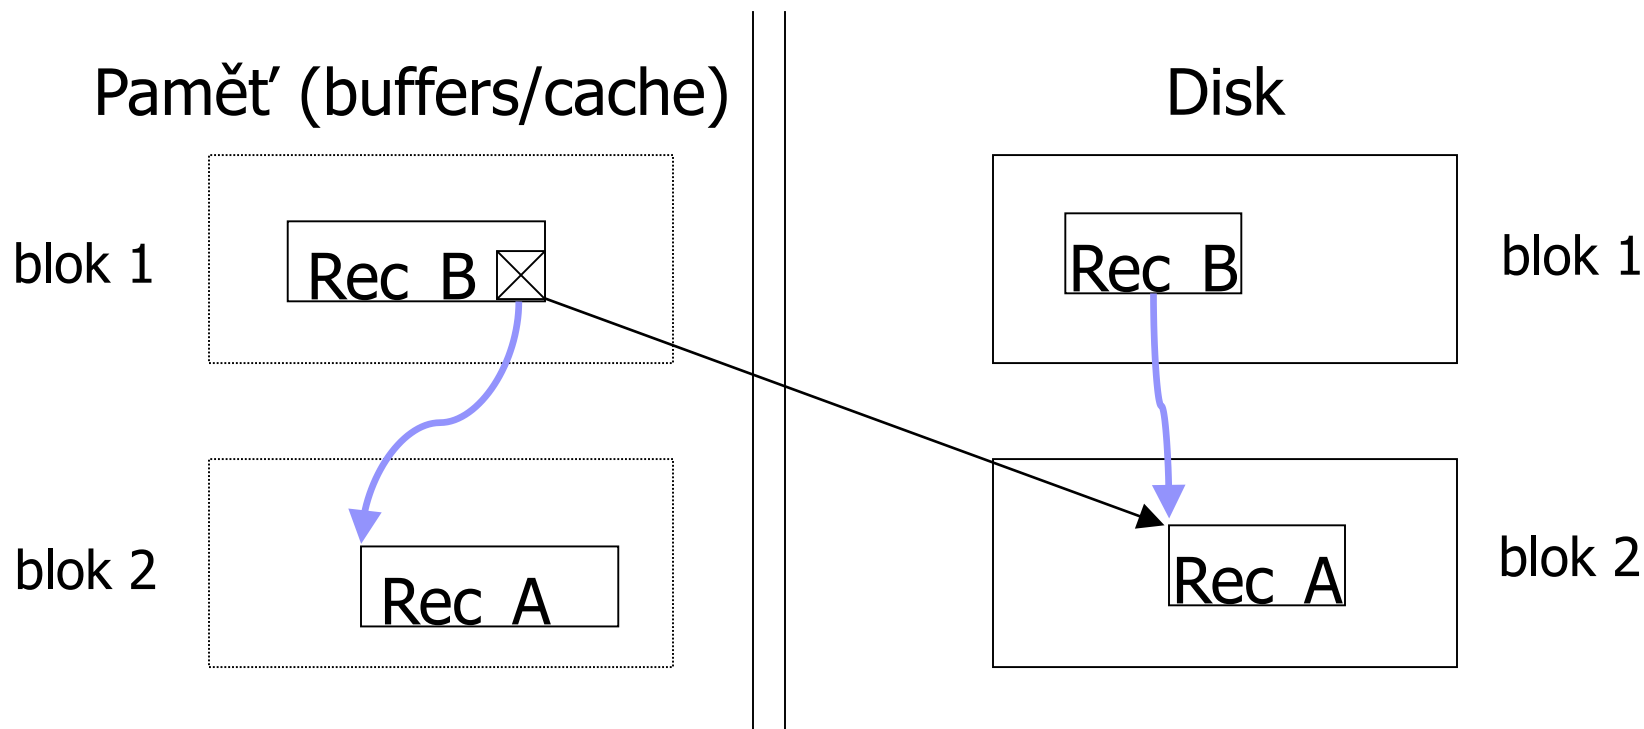 Paměť (buffers/cache)
Disk
blok 1
Rec B
Rec B
blok 1
blok 2
Rec A
Rec A
blok 2